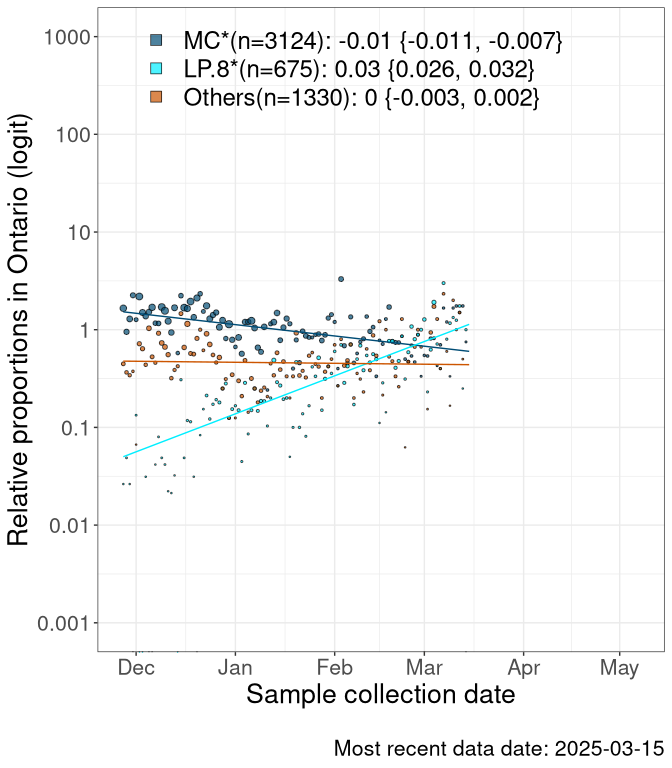 MC*(n=3124): -0.01 {-0.011, -0.007}
LP.8*(n=675): 0.03 {0.026, 0.032}
Others(n=1330): 0 {-0.003, 0.002}
Relative proportions in Ontario (logit)
1000
100
10
1
0.1
0.01
0.001
Dec Jan Feb Mar Apr May
Sample collection date
Most recent data date: 2025-03-15